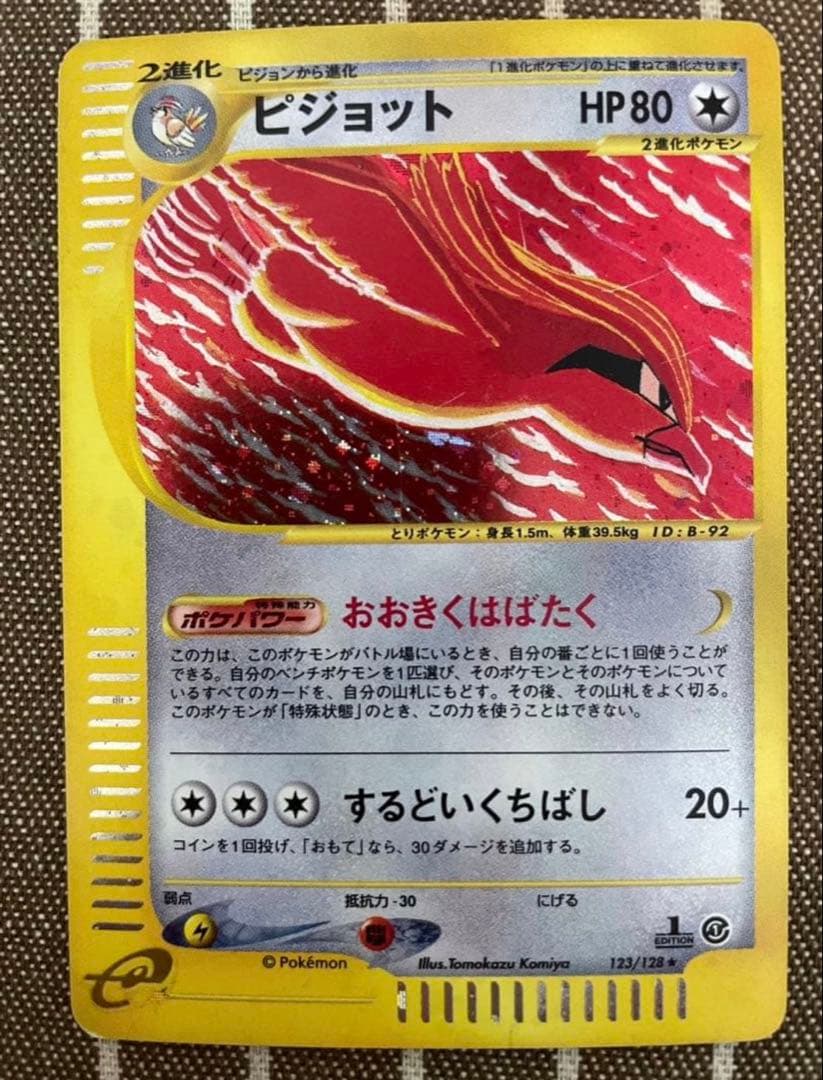 2進化 ピジョンから進化 「1進化ポケモン」の上に重ねて進化させます。
ピジョット HP80
2進化ポケモン
とりポケモン：身長1.5m、体重39.5kg ID:B-92
特殊能力
ポケパワー おおきくはばたく
この力は、このポケモンがバトル場にいるとき、自分の番ごとに1回使うことが
できる。自分のベンチポケモンを1匹選び、そのポケモンとそのポケモンについて
いるすべてのカードを、自分の山札にもどす。その後、その山札をよく切る。
このポケモンが「特殊状態」のとき、この力を使うことはできない。
するどいくちばし 20+
コインを1回投げ、「おもて」なら、30ダメージを追加する。
弱点 抵抗力-30 にげる
1
EDITION
© Pokémon Illus.Tomokazu Komiya 123/128★
e